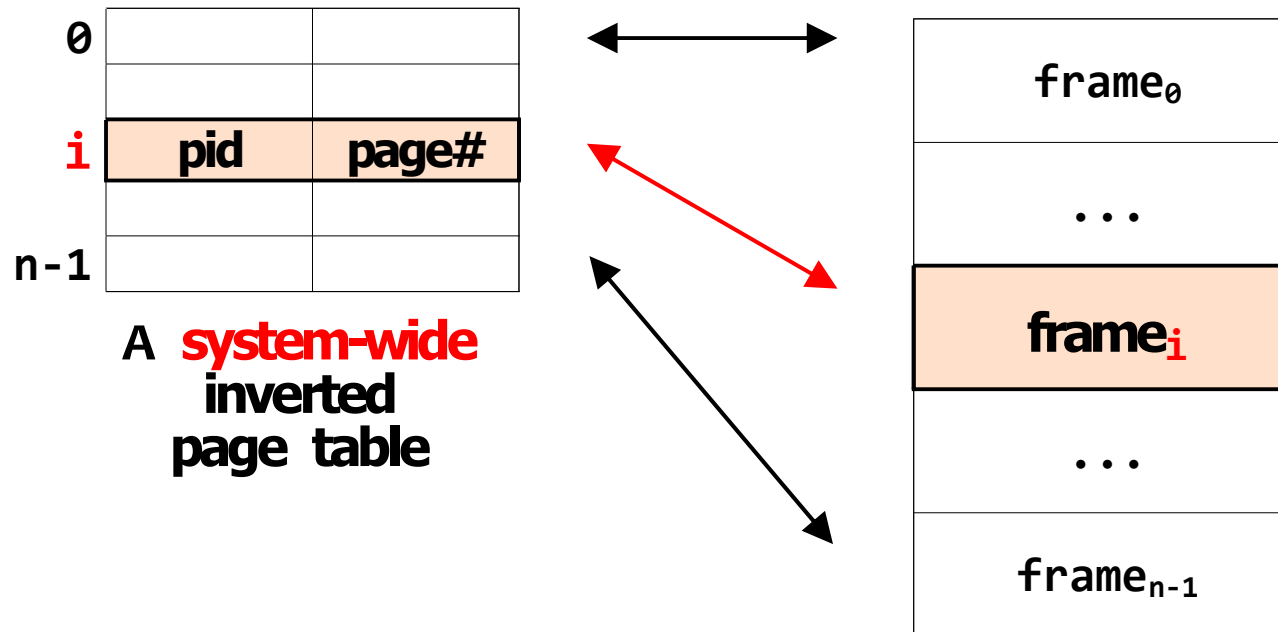 0
i pid page#
n-1
A system-wide
inverted
page table
frame₀
...
frameᵢ
...
frameₙ₋₁